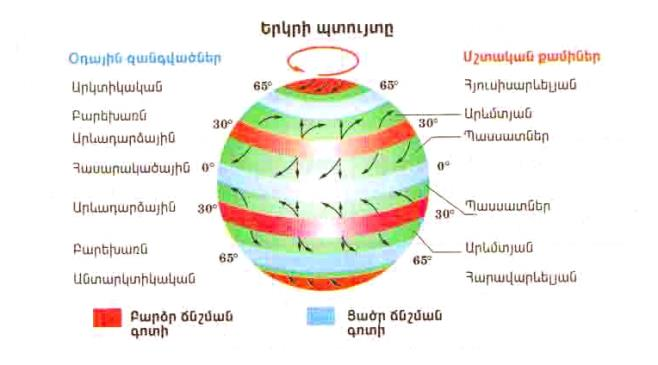 Երկրի պտույտը
Օդային զանգվածներ
Մշտական քամիներ
Արկտիկական
65°
65°
Հյուսիսարևելյան
Բարեխառն
30°
30°
Արևմտյան
Արևադարձային
Պասսատներ
Հասարակածային
0°
0°
Արևադարձային
30°
30°
Պասսատներ
Բարեխառն
65°
65°
Արևմտյան
Անտարկտիկական
Հարավարևելյան
Բարձր ճնշման
գոտի
Ցածր ճնշման
գոտի